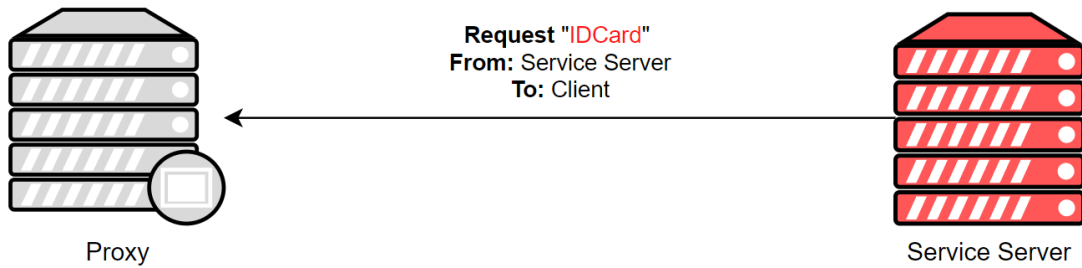 Request "IDCard"
From: Service Server
To: Client
Proxy
Service Server